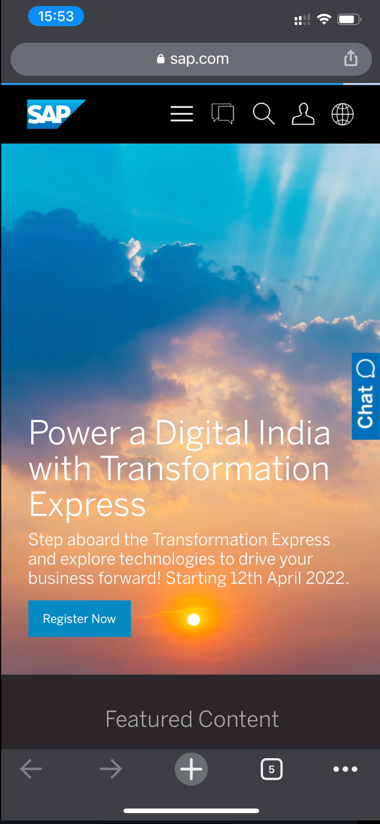 15:53
sap.com
SAP
Chat
Power a Digital India
with Transformation
Express
Step aboard the Transformation Express
and explore technologies to drive your
business forward! Starting 12th April 2022.
Register Now
Featured Content
5